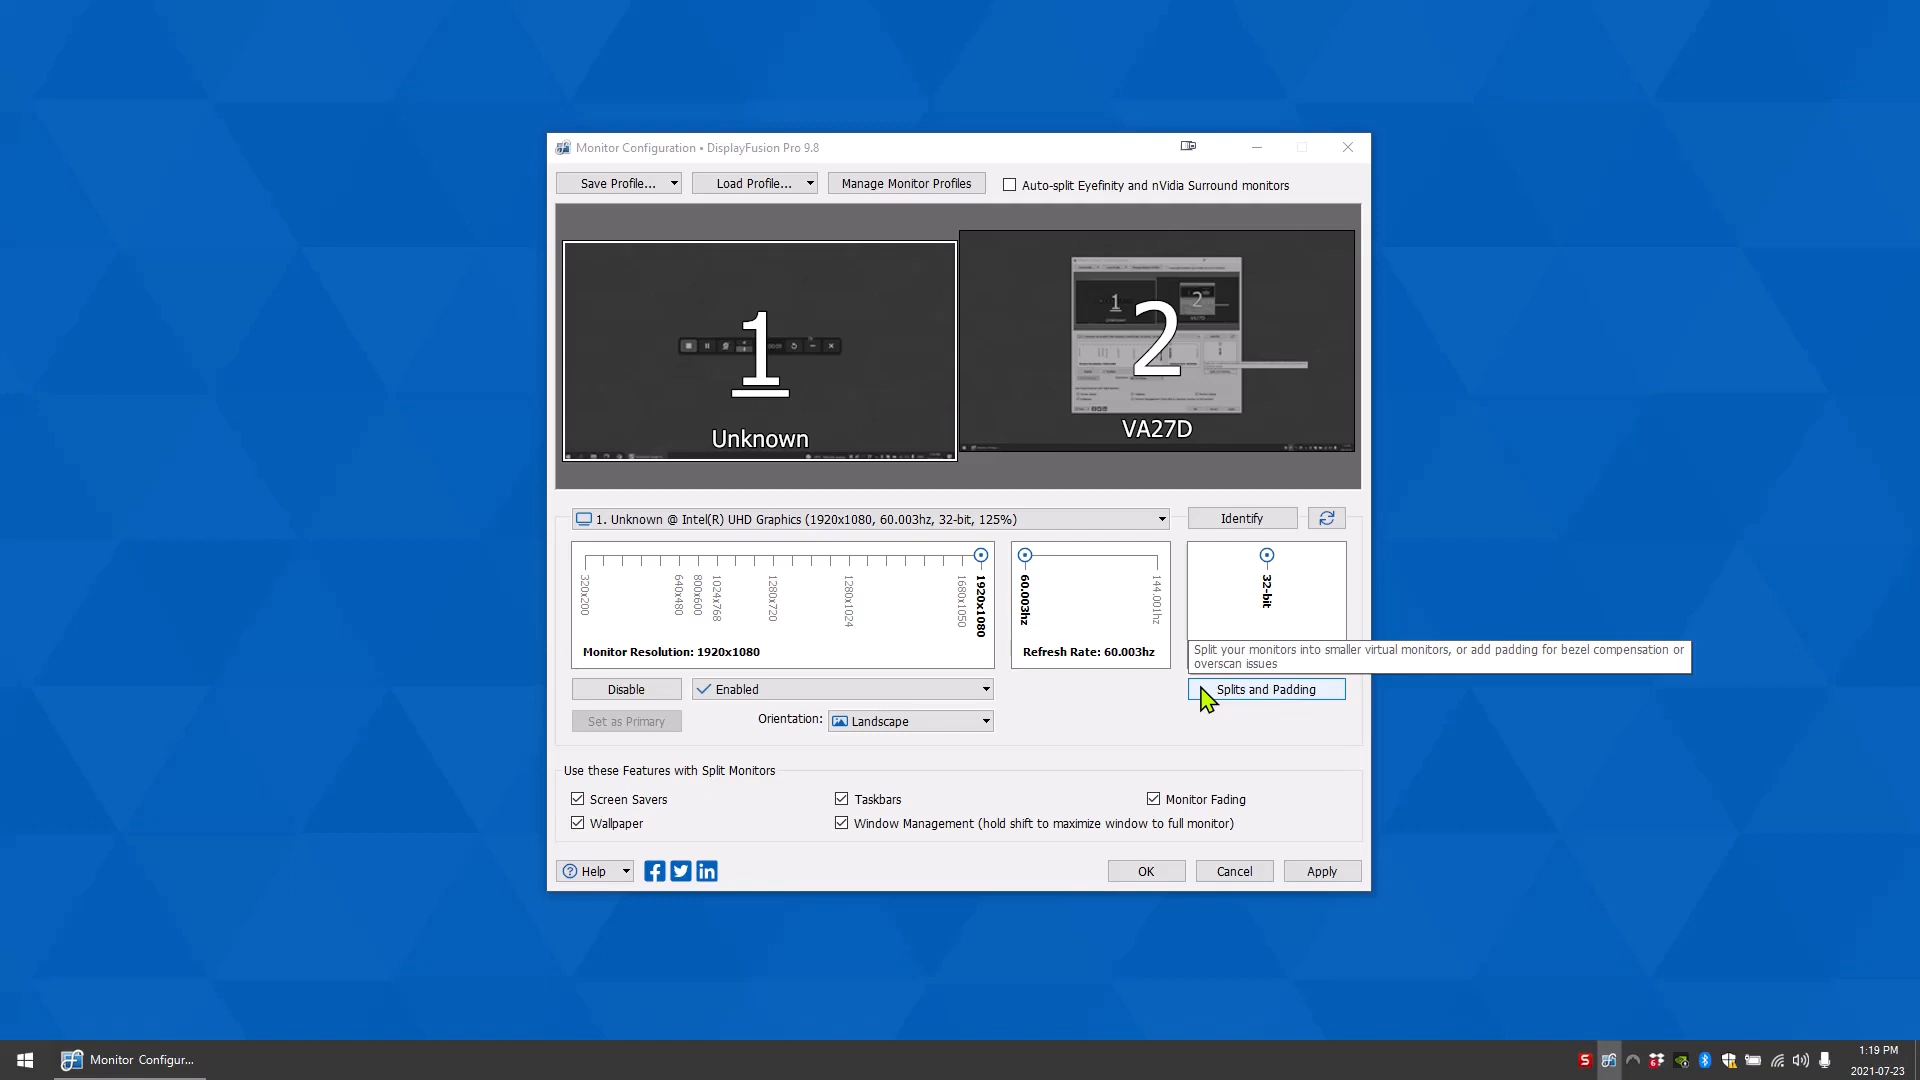 Monitor Configuration • DisplayFusion Pro 9.8
Save Profile...
Load Profile...
Manage Monitor Profiles
Auto-split Eyefinity and nVidia Surround monitors
1
Unknown
2
VA27D
1. Unknown @ Intel(R) UHD Graphics (1920x1080, 60.003hz, 32-bit, 125%)
Identify
320x200
640x480
800x600
1024x768
1280x720
1280x1024
1680x1050
1920x1080
Monitor Resolution: 1920x1080
60.003hz
144.001hz
Refresh Rate: 60.003hz
32-bit
Split your monitors into smaller virtual monitors, or add padding for bezel compensation or
overscan issues
Disable
Enabled
Splits and Padding
Set as Primary
Orientation:
Landscape
Use these Features with Split Monitors
Screen Savers
Taskbars
Monitor Fading
Wallpaper
Window Management (hold shift to maximize window to full monitor)
Help
OK
Cancel
Apply
Monitor Configur...
1:19 PM
2021-07-23